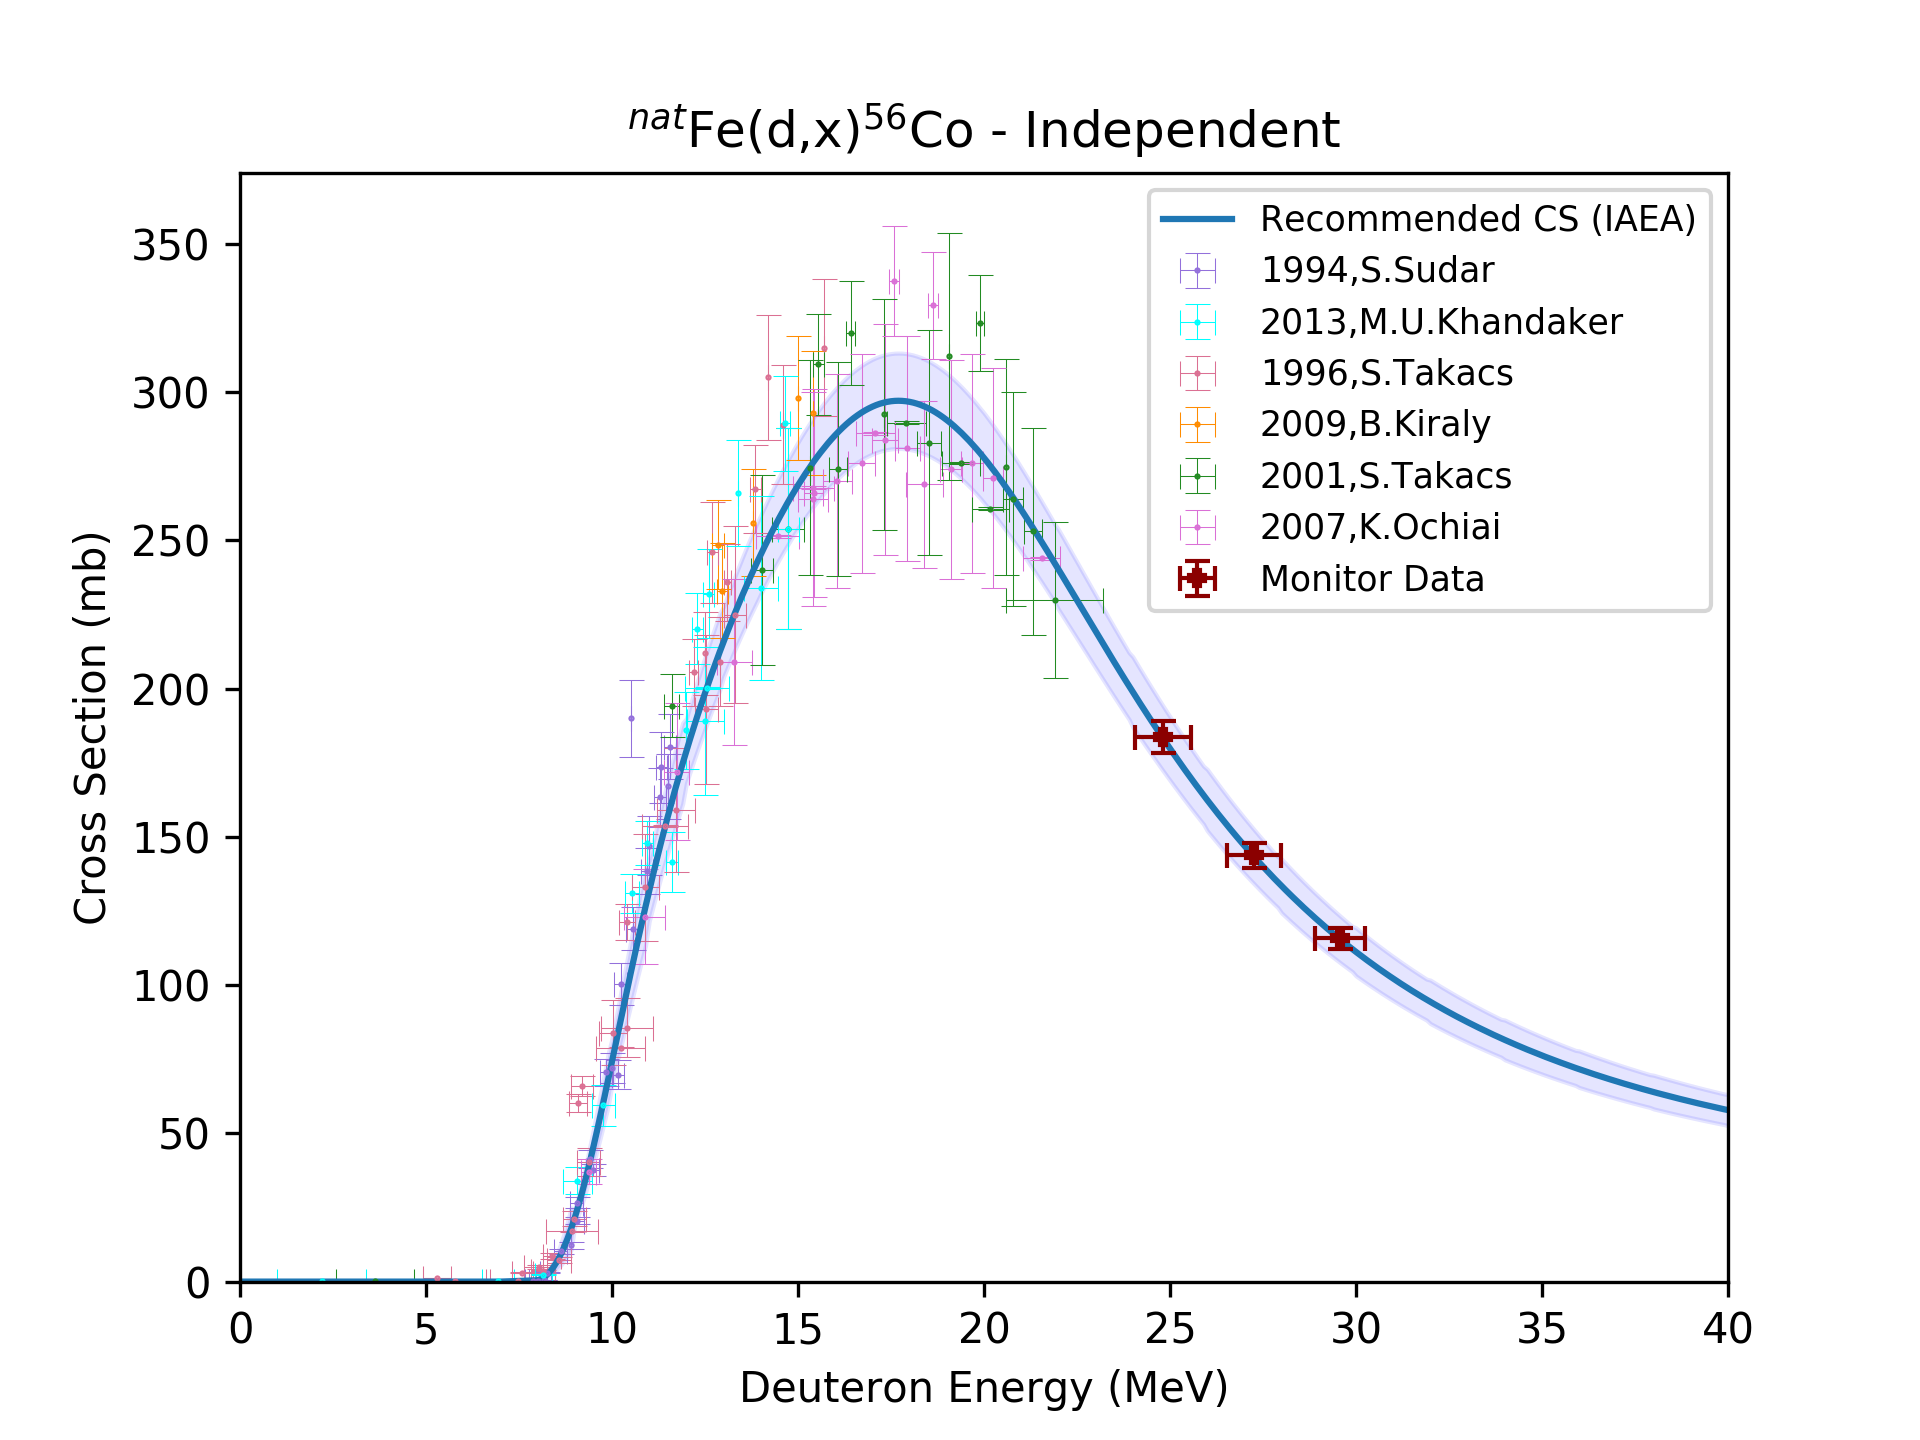 natFe(d,x)56Co - Independent
Cross Section (mb)
350
300
250
200
150
100
50
0
Recommended CS (IAEA)
1994,S.Sudar
2013,M.U.Khandaker
1996,S.Takacs
2009,B.Kiraly
2001,S.Takacs
2007,K.Ochiai
Monitor Data
0 5 10 15 20 25 30 35 40
Deuteron Energy (MeV)